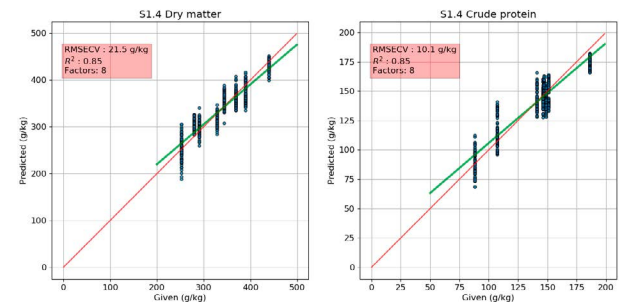 S1.4 Dry matter
500
400
300
200
100
0
Predicted (g/kg)
RMSECV : 21.5 g/kg
R² : 0.85
Factors: 8
0 100 200 300 400 500
Given (g/kg)
S1.4 Crude protein
200
175
150
125
100
75
50
25
0
Predicted (g/kg)
RMSECV : 10.1 g/kg
R² : 0.85
Factors: 8
0 25 50 75 100 125 150 175 200
Given (g/kg)